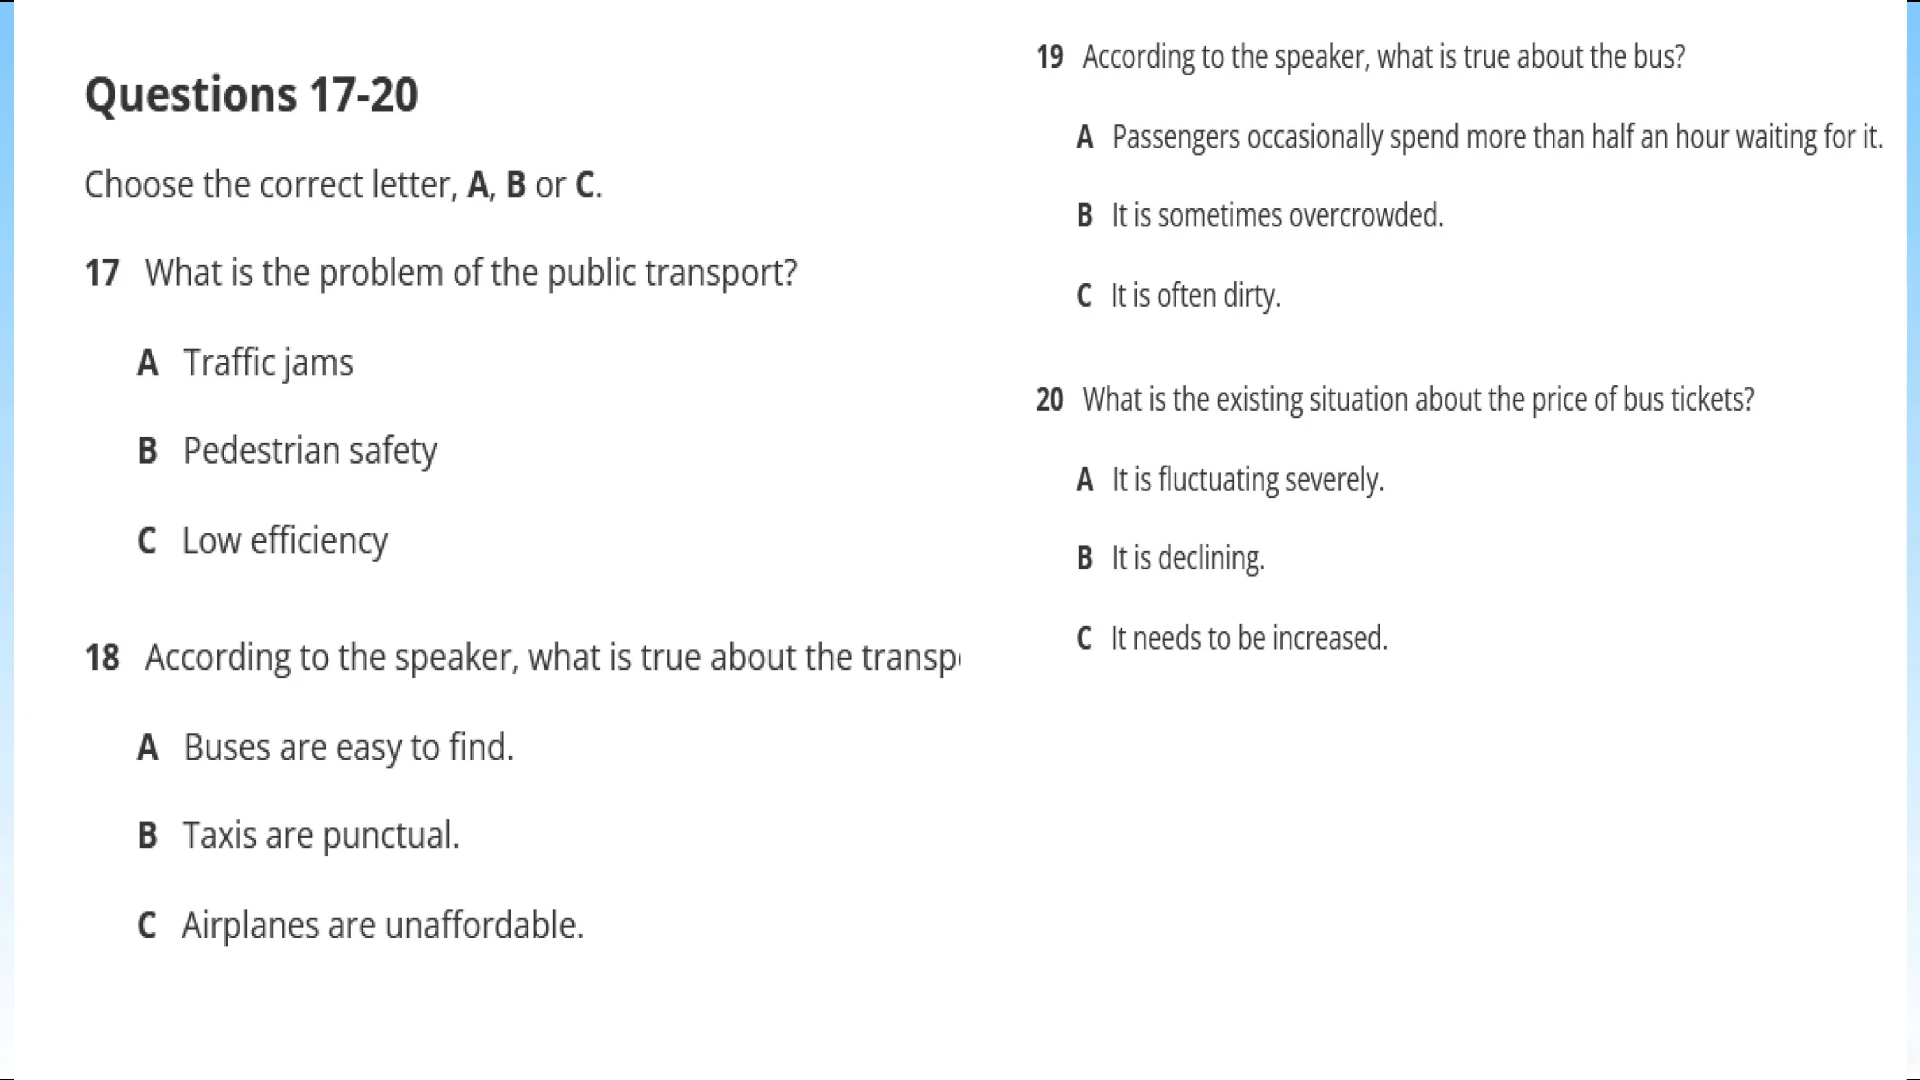 Questions 17-20
Choose the correct letter, A, B or C.
17 What is the problem of the public transport?
A Traffic jams
B Pedestrian safety
C Low efficiency
18 According to the speaker, what is true about the
A Buses are easy to find.
B Taxis are punctual.
C Airplanes are unaffordable.
19 According to the speaker, what is true about the bus?
A Passengers occasionally spend more than half an hour waiting for it.
B It is sometimes overcrowded.
C It is often dirty.
20 What is the existing situation about the price of bus tickets?
A It is fluctuating severely.
B It is declining.
C It needs to be increased.